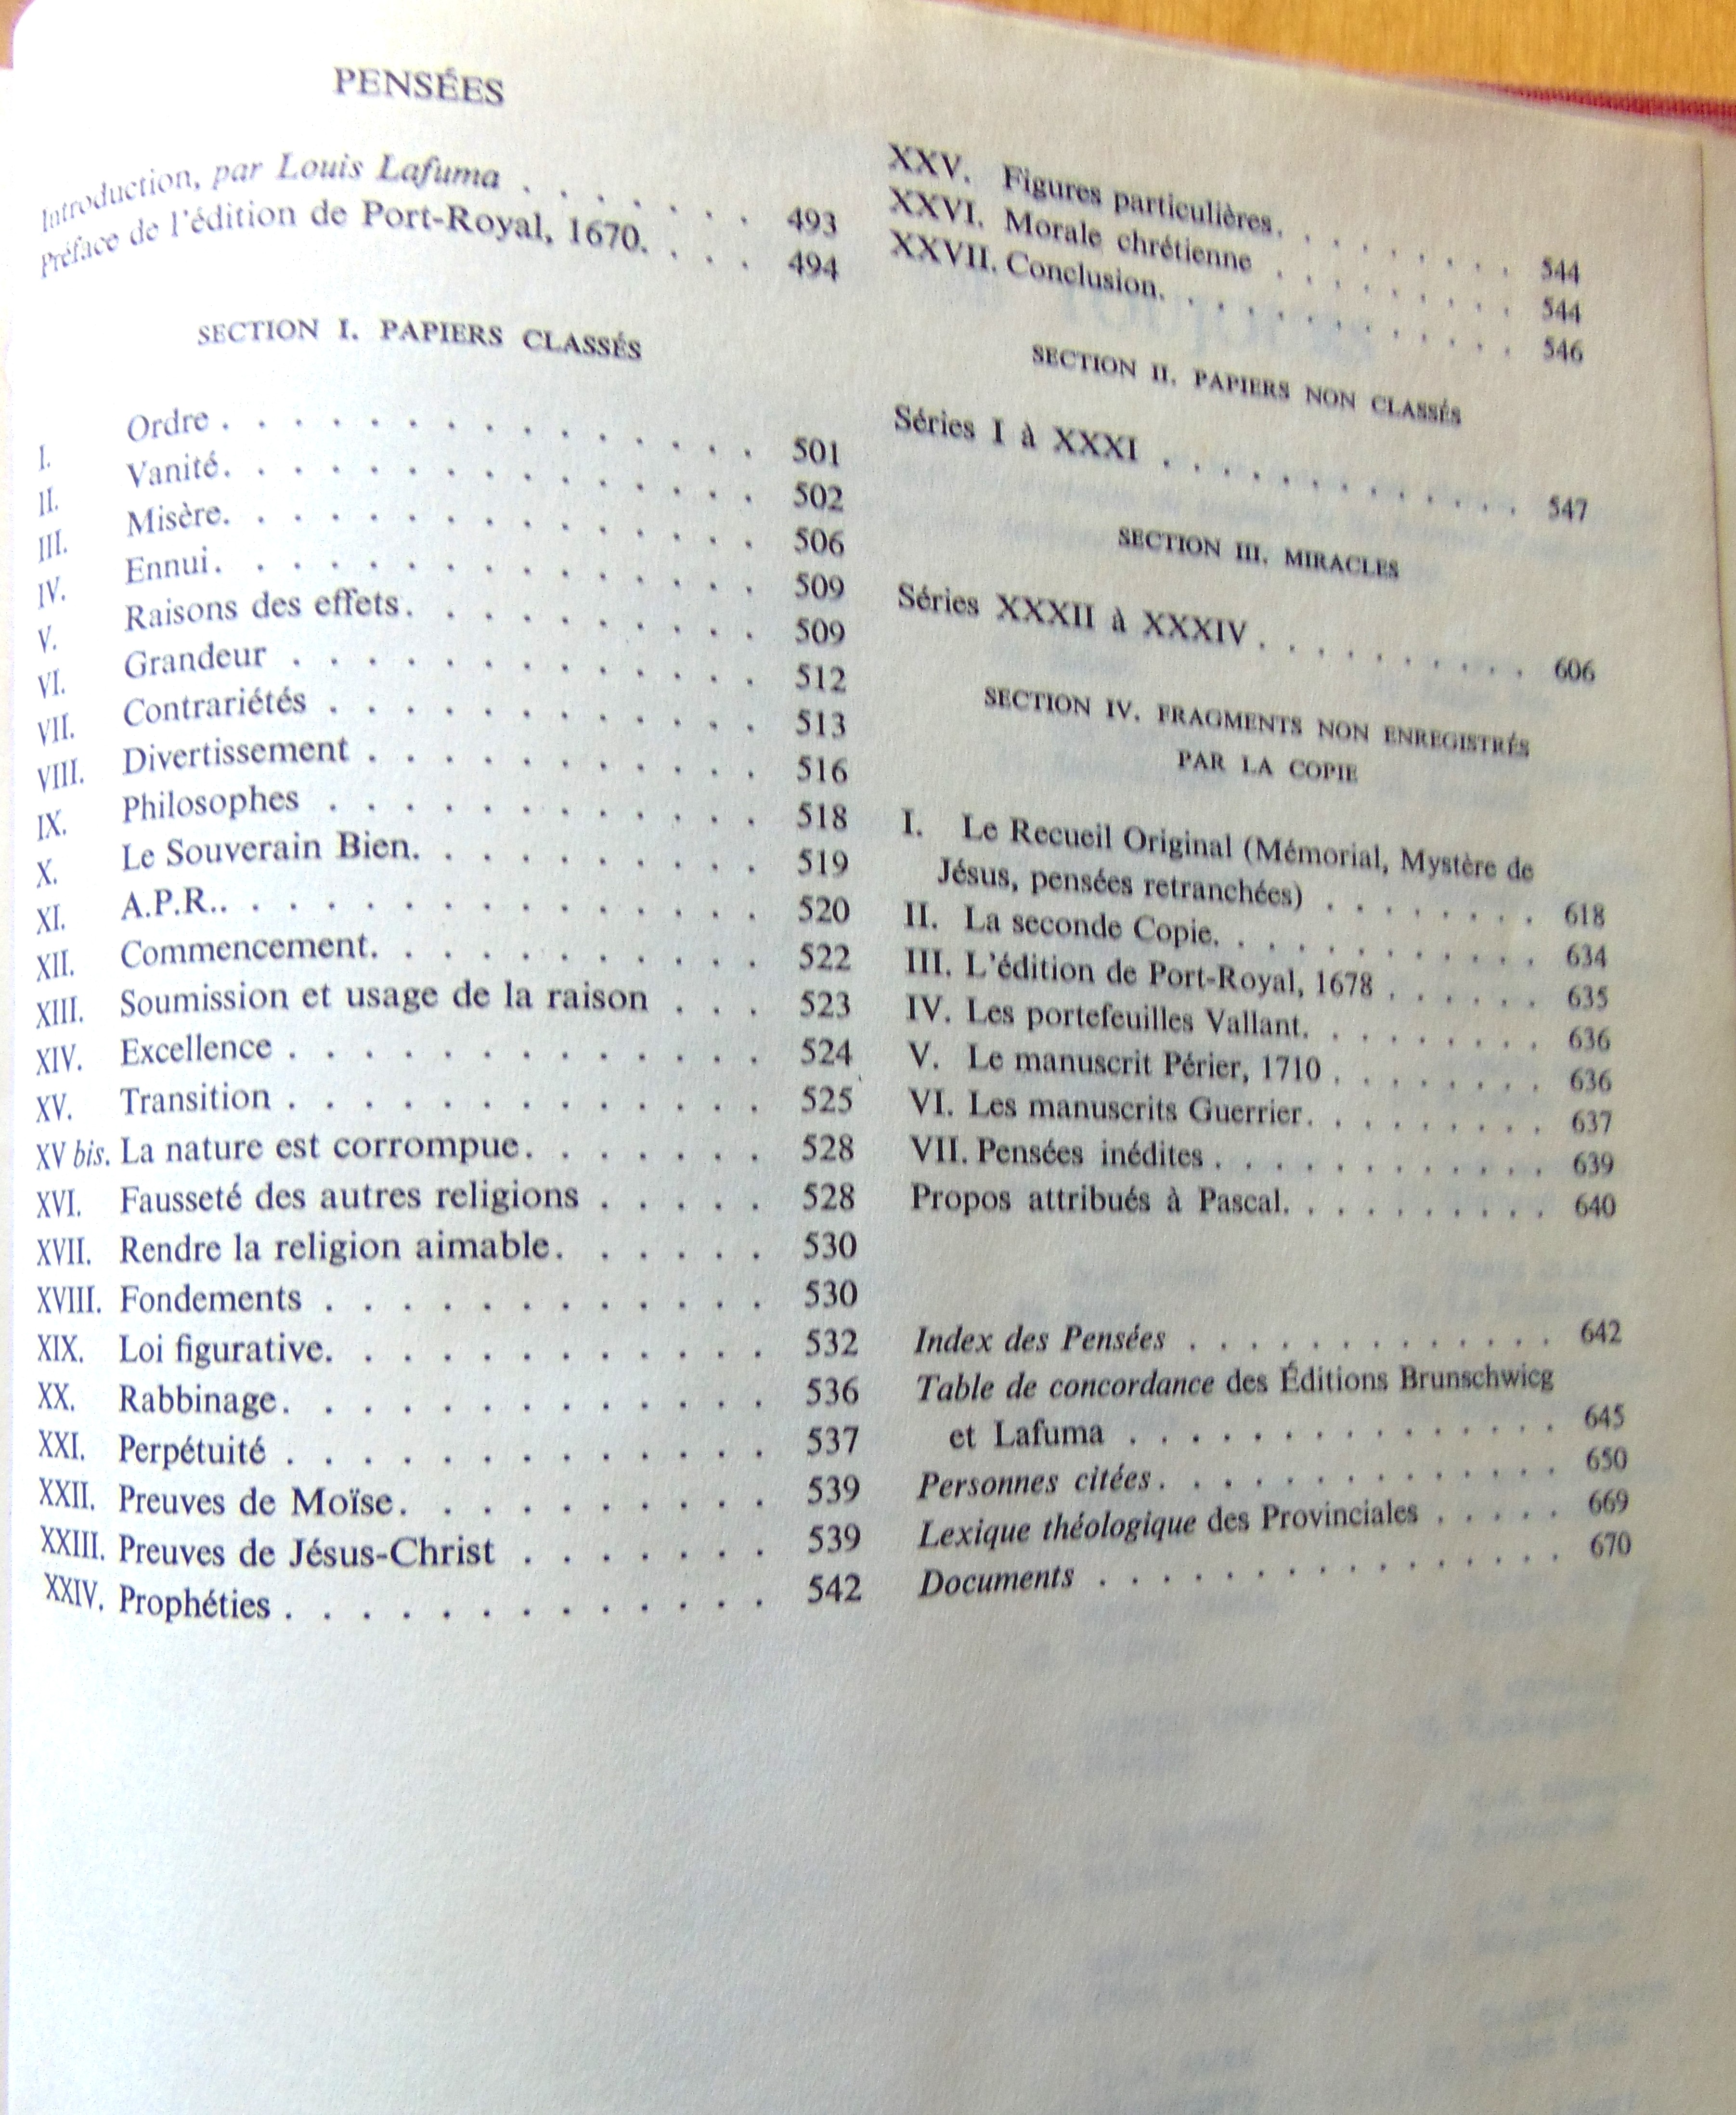 PENSÉES
Introduction, par Louis Lafuma . . . . . . . 493
Préface de l'édition de Port-Royal, 1670. . . . . 494
SECTION I. PAPIERS CLASSÉS
I. Ordre . . . . . . . . . . . . . . 501
II. Vanité. . . . . . . . . . . . . . 502
III. Misère. . . . . . . . . . . . . . 506
IV. Ennui. . . . . . . . . . . . . . 509
V. Raisons des effets. . . . . . . . . . 509
VI. Grandeur . . . . . . . . . . . . . 512
VII. Contrariétés . . . . . . . . . . . . 513
VIII. Divertissement . . . . . . . . . . . 516
IX. Philosophes . . . . . . . . . . . . 518
X. Le Souverain Bien. . . . . . . . . . 519
XI. A.P.R.. . . . . . . . . . . . . . 520
XII. Commencement. . . . . . . . . . . 522
XIII. Soumission et usage de la raison . . . 523
XIV. Excellence . . . . . . . . . . . . . 524
XV. Transition . . . . . . . . . . . . . 525
XV bis. La nature est corrompue. . . . . . . 528
XVI. Fausseté des autres religions . . . . . 528
XVII. Rendre la religion aimable. . . . . . 530
XVIII. Fondements . . . . . . . . . . . . 530
XIX. Loi figurative. . . . . . . . . . . . 532
XX. Rabbinage. . . . . . . . . . . . . 536
XXI. Perpétuité . . . . . . . . . . . . . 537
XXII. Preuves de Moïse. . . . . . . . . . 539
XXIII. Preuves de Jésus-Christ . . . . . . . 539
XXIV. Prophéties . . . . . . . . . . . . . 542
XXV. Figures particulières. . . . . . . . . 544
XXVI. Morale chrétienne . . . . . . . . . 544
XXVII. Conclusion. . . . . . . . . . . . . 546
SECTION II. PAPIERS NON CLASSÉS
Séries I à XXXI . . . . . . . . . . . . . 547
SECTION III. MIRACLES
Séries XXXII à XXXIV . . . . . . . . . . 606
SECTION IV. FRAGMENTS NON ENREGISTRÉS
PAR LA COPIE
I. Le Recueil Original (Mémorial, Mystère de
Jésus, pensées retranchées) . . . . . . . . 618
II. La seconde Copie. . . . . . . . . . . . 634
III. L'édition de Port-Royal, 1678 . . . . . . 635
IV. Les portefeuilles Vallant. . . . . . . . . 636
V. Le manuscrit Périer, 1710 . . . . . . . . 636
VI. Les manuscrits Guerrier. . . . . . . . . 637
VII. Pensées inédites . . . . . . . . . . . . 639
Propos attribués à Pascal. . . . . . . . . . 640
Index des Pensées . . . . . . . . . . . . . 642
Table de concordance des Éditions Brunschwicg
et Lafuma . . . . . . . . . . . . . . 645
Personnes citées. . . . . . . . . . . . . . 650
Lexique théologique des Provinciales . . . . . 669
Documents . . . . . . . . . . . . . . . 670